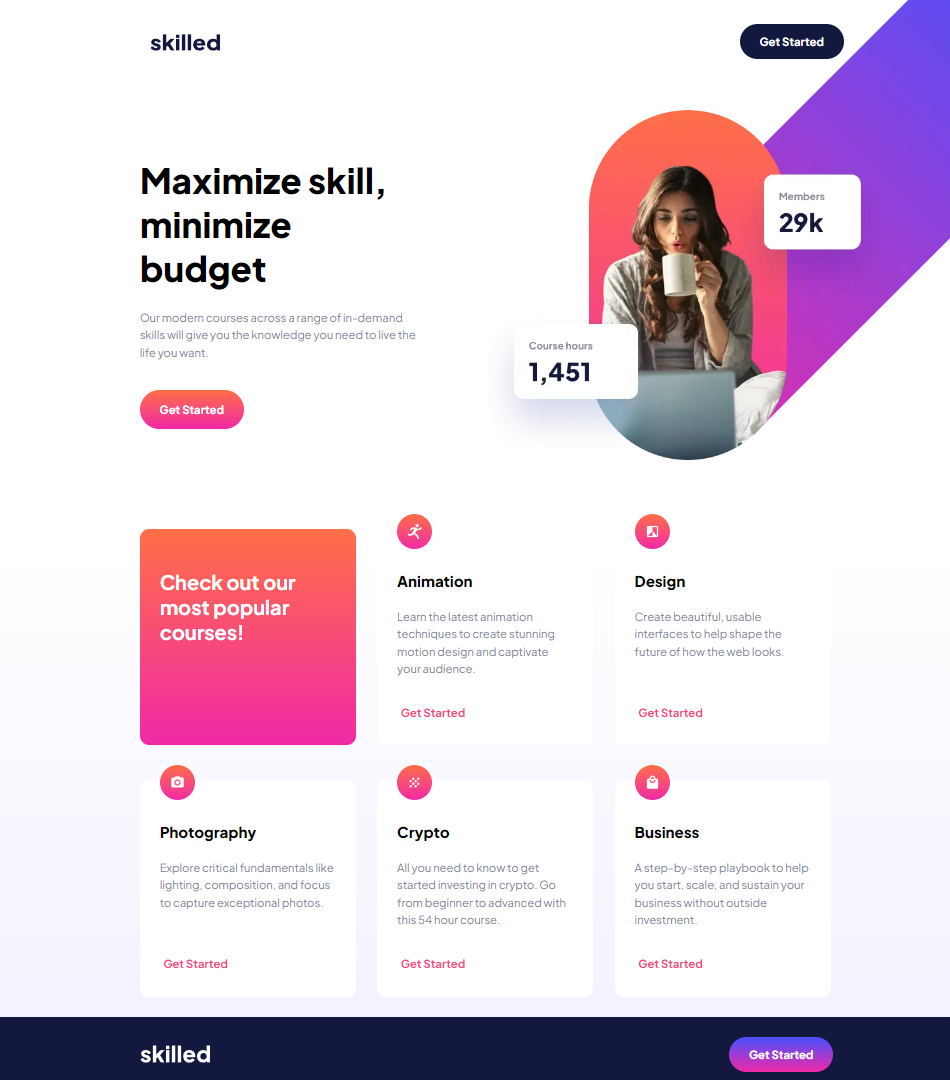 skilled
Get Started
Maximize skill,
minimize
budget
Our modern courses across a range of in-demand
skills will give you the knowledge you need to live the
life you want.
Get Started
Members
29k
Course hours
1,451
Check out our
most popular
courses!
Animation
Learn the latest animation
techniques to create stunning
motion design and captivate
your audience.
Get Started
Design
Create beautiful, usable
interfaces to help shape the
future of how the web looks.
Get Started
Photography
Explore critical fundamentals like
lighting, composition, and focus
to capture exceptional photos.
Get Started
Crypto
All you need to know to get
started investing in crypto. Go
from beginner to advanced with
this 54 hour course.
Get Started
Business
A step-by-step playbook to help
you start, scale, and sustain your
business without outside
investment.
Get Started
skilled
Get Started